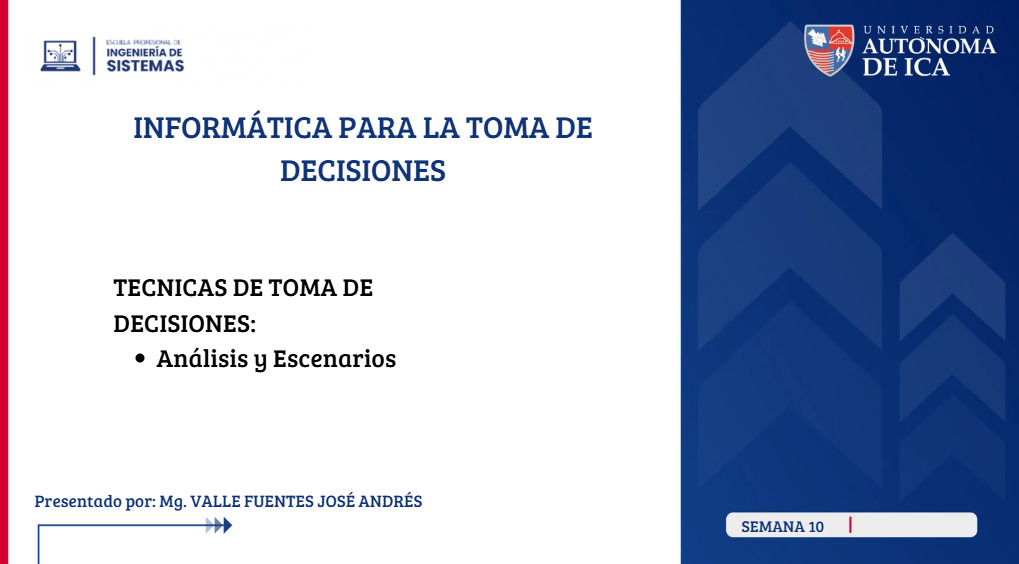 ESCUELA PROFESIONAL DE
INGENIERÍA DE
SISTEMAS
UNIVERSIDAD
AUTÓNOMA
DE ICA
INFORMÁTICA PARA LA TOMA DE
DECISIONES
TECNICAS DE TOMA DE
DECISIONES:
• Análisis y Escenarios
Presentado por: Mg. VALLE FUENTES JOSÉ ANDRÉS
SEMANA 10